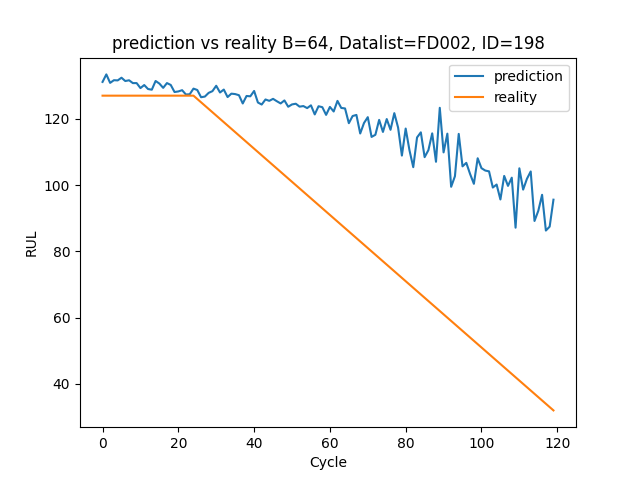 prediction vs reality B=64, Datalist=FD002, ID=198
prediction
reality
120
100
80
60
40
RUL
0 20 40 60 80 100 120
Cycle